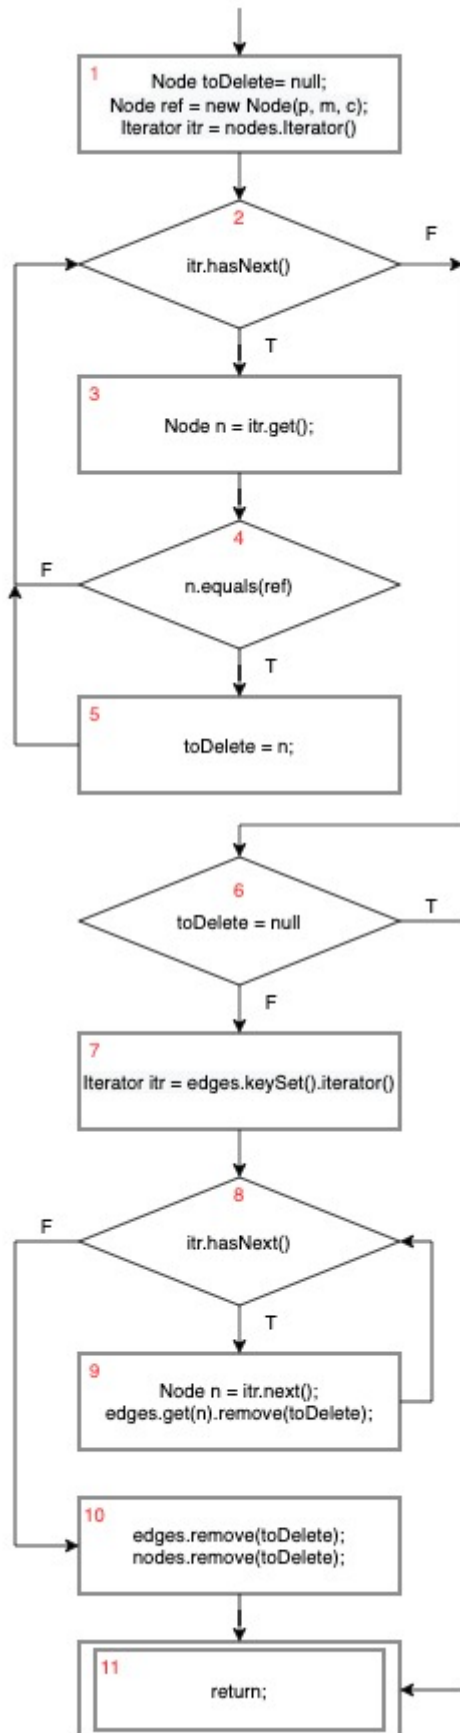 1
Node toDelete= null;
Node ref = new Node(p, m, c);
Iterator itr = nodes.Iterator()
2
itr.hasNext()
F
T
3
Node n = itr.get();
4
n.equals(ref)
F
T
5
toDelete = n;
6
toDelete = null
T
F
7
Iterator itr = edges.keySet().iterator()
8
itr.hasNext()
F
T
9
Node n = itr.next();
edges.get(n).remove(toDelete);
10
edges.remove(toDelete);
nodes.remove(toDelete);
11
return;